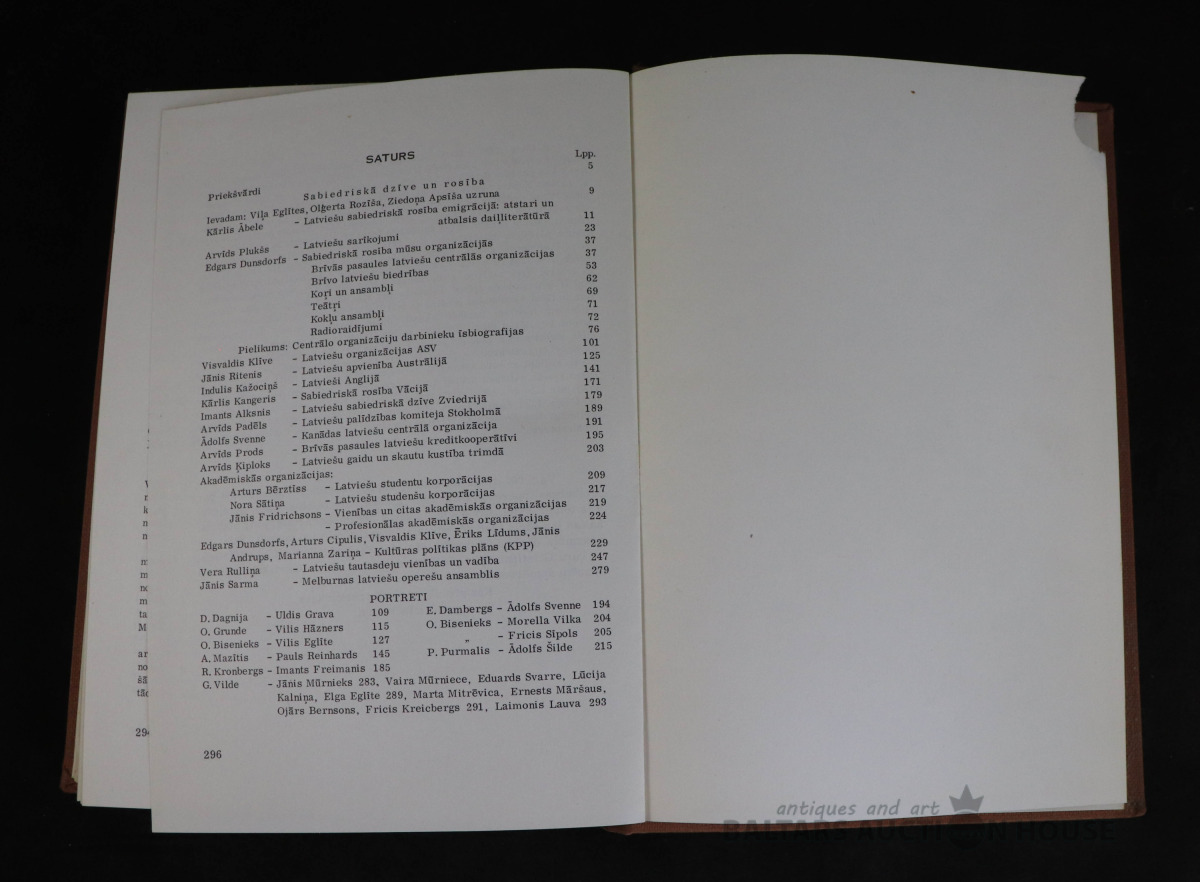 SATURS
Lpp.
Priekšvārdi 5
Sabiedriskā dzīve un rosība
Ievadam: Viļa Eglītes, Oļģerta Rozīša, Ziedoņa Apsīša uzruna 9
Kārlis Ābele - Latviešu sabiedriskā rosība emigrācijā: atstari un
atbalsis daiļliterātūrā 11
Arvīds Plukšs - Latviešu sarīkojumi 23
Edgars Dunsdorfs - Sabiedriskā rosība mūsu organizācijās 37
Brīvās pasaules latviešu centrālās organizācijas 37
Brīvo latviešu biedrības 53
Koŗi un ansambļi 62
Teātŗi 69
Kokļu ansambļi 71
Radioraidījumi 72
Pielikums: Centrālo organizāciju darbinieku īsbiografijas 76
Visvaldis Klīve - Latviešu organizācijas ASV 101
Jānis Ritenis - Latviešu apvienība Austrālijā 125
Indulis Kažociņš - Latvieši Anglijā 141
Kārlis Kangeris - Sabiedriskā rosība Vācijā 171
Imants Alksnis - Latviešu sabiedriskā dzīve Zviedrijā 179
Arvīds Padēls - Latviešu palīdzības komiteja Stokholmā 189
Ādolfs Svenne - Kanādas latviešu centrālā organizācija 191
Arvīds Prods - Brīvās pasaules latviešu kreditkooperātīvi 195
Arvīds Ķiploks - Latviešu gaidu un skautu kustība trimdā 203
Akadēmiskās organizācijas:
Arturs Bērztīss - Latviešu studentu korporācijas 209
Nora Sātiņa - Latviešu studenšu korporācijas 217
Jānis Fridrichsons - Vienības un citas akadēmiskās organizācijas 219
- Profesionālas akadēmiskās organizācijas 224
Edgars Dunsdorfs, Arturs Cipulis, Visvaldis Klīve, Ēriks Līdums, Jānis
Andrups, Marianna Zariņa - Kultūras polītikas plāns (KPP) 229
Vera Rulliņa - Latviešu tautasdeju vienības un vadība 247
Jānis Sarma - Melburnas latviešu operešu ansamblis 279
PORTRETI
D. Dagnija - Uldis Grava 109
O. Grunde - Vilis Hāzners 115
O. Bisenieks - Vilis Eglīte 127
A. Mazītis - Pauls Reinhards 145
R. Kronbergs - Imants Freimanis 185
E. Dambergs - Ādolfs Svenne 194
O. Bisenieks - Morella Vilka 204
„ - Fricis Sīpols 205
P. Purmalis - Ādolfs Šilde 215
G. Vilde - Jānis Mūrnieks 283, Vaira Mūrniece, Eduards Svarre, Lūcija
Kalniņa, Elga Eglīte 289, Marta Mitrēvica, Ernests Māršaus,
Ojārs Bernsons, Fricis Kreicbergs 291, Laimonis Lauva 293
296
antiques and art
BALTARS AUCTION HOUSE